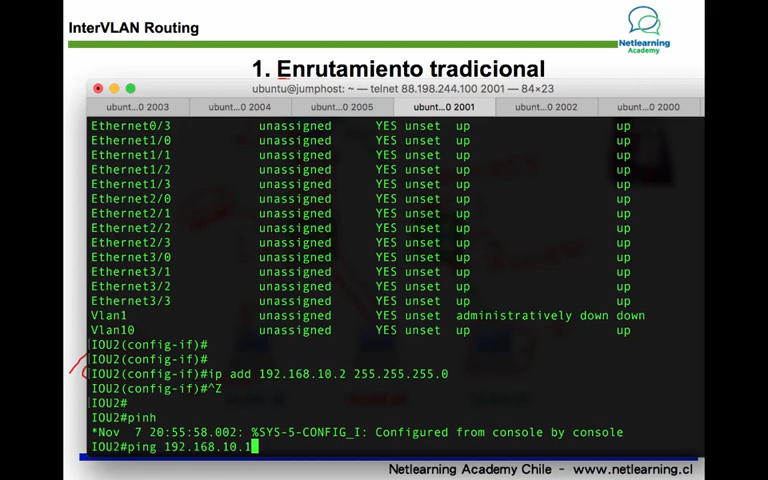 InterVLAN Routing
Netlearning
Academy
1. Enrutamiento tradicional
ubuntu@jumphost: ~ — telnet 88.198.244.100 2001 — 84×23
ubunt...0 2003 ubunt...0 2004 ubunt...0 2005 ubunt...0 2001 ubunt...0 2002 ubunt...0 2000
Ethernet0/3 unassigned YES unset up up
Ethernet1/0 unassigned YES unset up up
Ethernet1/1 unassigned YES unset up up
Ethernet1/2 unassigned YES unset up up
Ethernet1/3 unassigned YES unset up up
Ethernet2/0 unassigned YES unset up up
Ethernet2/1 unassigned YES unset up up
Ethernet2/2 unassigned YES unset up up
Ethernet2/3 unassigned YES unset up up
Ethernet3/0 unassigned YES unset up up
Ethernet3/1 unassigned YES unset up up
Ethernet3/2 unassigned YES unset up up
Ethernet3/3 unassigned YES unset up up
Vlan1 unassigned YES unset administratively down down
Vlan10 unassigned YES unset up up
IOU2(config-if)#
IOU2(config-if)#
IOU2(config-if)#ip add 192.168.10.2 255.255.255.0
IOU2(config-if)#^Z
IOU2#
IOU2#pinh
*Nov 7 20:55:58.002: %SYS-5-CONFIG_I: Configured from console by console
IOU2#ping 192.168.10.1
Netlearning Academy Chile - www.netlearning.cl